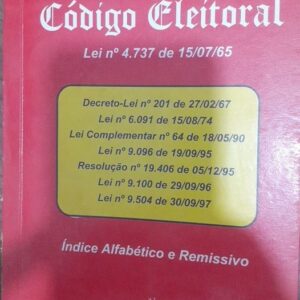 Código Eleitoral
Lei nº 4.737 de 15/07/65
Decreto-Lei nº 201 de 27/02/67
Lei nº 6.091 de 15/08/74
Lei Complementar nº 64 de 18/05/90
Lei nº 9.096 de 19/09/95
Resolução nº 19.406 de 05/12/95
Lei nº 9.100 de 29/09/96
Lei nº 9.504 de 30/09/97
Índice Alfabético e Remissivo